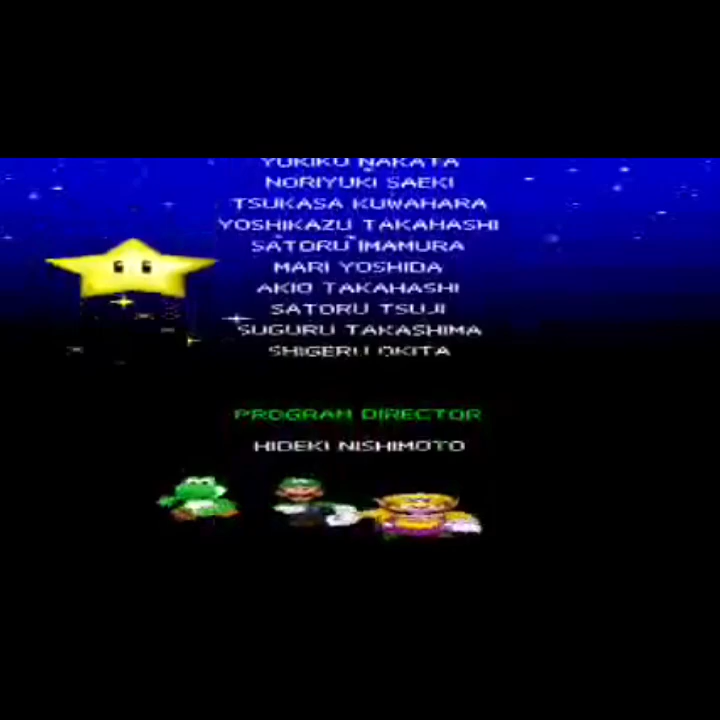 YUKIKO NAKATA
NORIYUKI SAEKI
TSUKASA KUWAHARA
YOSHIKAZU TAKAHASHI
SATORU IMAMURA
MARI YOSHIDA
AKIO TAKAHASHI
SATORU TSUJI
SUGURU TAKASHIMA
SHIGERU OKITA
PROGRAM DIRECTOR
HIDEKI NISHIMOTO